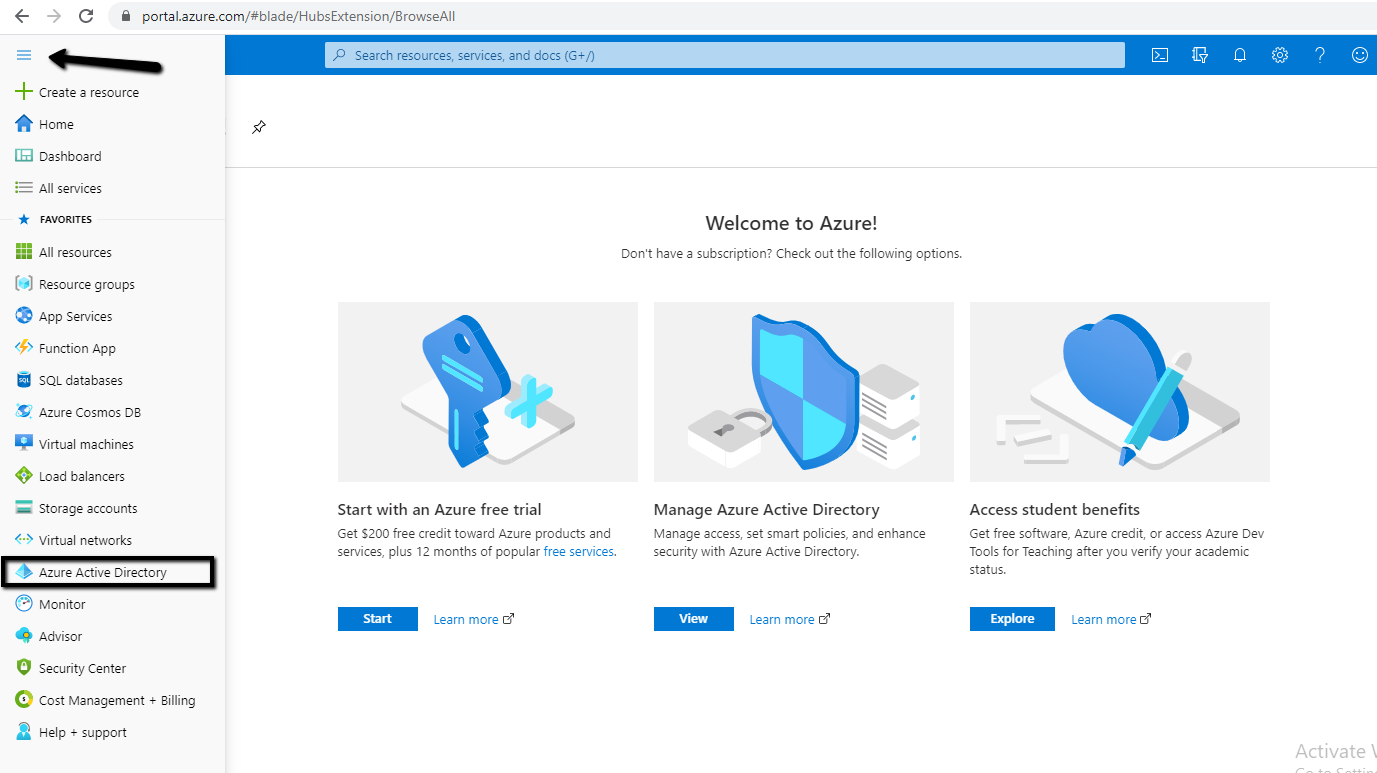 portal.azure.com/#blade/HubsExtension/BrowseAll
Search resources, services, and docs (G+/)
Create a resource
Home
Dashboard
All services
FAVORITES
All resources
Resource groups
App Services
Function App
SQL databases
Azure Cosmos DB
Virtual machines
Load balancers
Storage accounts
Virtual networks
Azure Active Directory
Monitor
Advisor
Security Center
Cost Management + Billing
Help + support
Welcome to Azure!
Don't have a subscription? Check out the following options.
Start with an Azure free trial
Get $200 free credit toward Azure products and
services, plus 12 months of popular free services.
Start Learn more
Manage Azure Active Directory
Manage access, set smart policies, and enhance
security with Azure Active Directory.
View Learn more
Access student benefits
Get free software, Azure credit, or access Azure Dev
Tools for Teaching after you verify your academic
status.
Explore Learn more
Activate